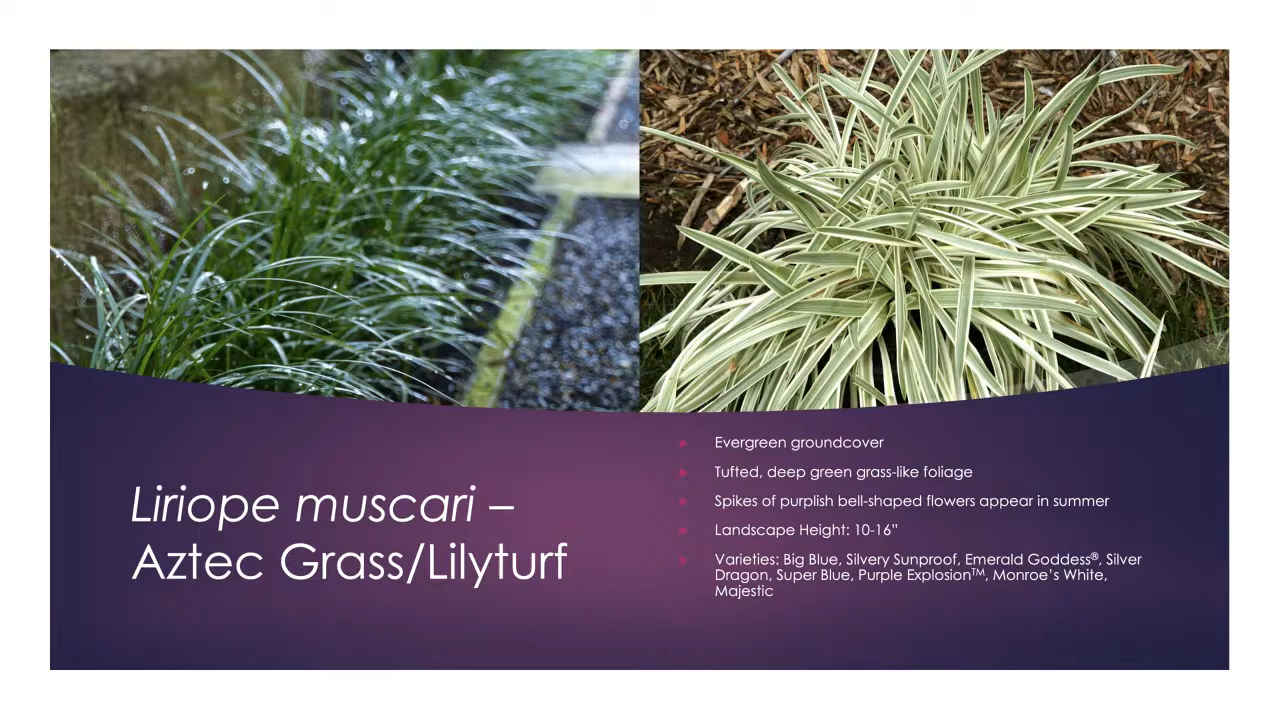 Liriope muscari –
Aztec Grass/Lilyturf
Evergreen groundcover
Tufted, deep green grass-like foliage
Spikes of purplish bell-shaped flowers appear in summer
Landscape Height: 10-16”
Varieties: Big Blue, Silvery Sunproof, Emerald Goddess®, Silver
Dragon, Super Blue, Purple Explosion™, Monroe’s White,
Majestic